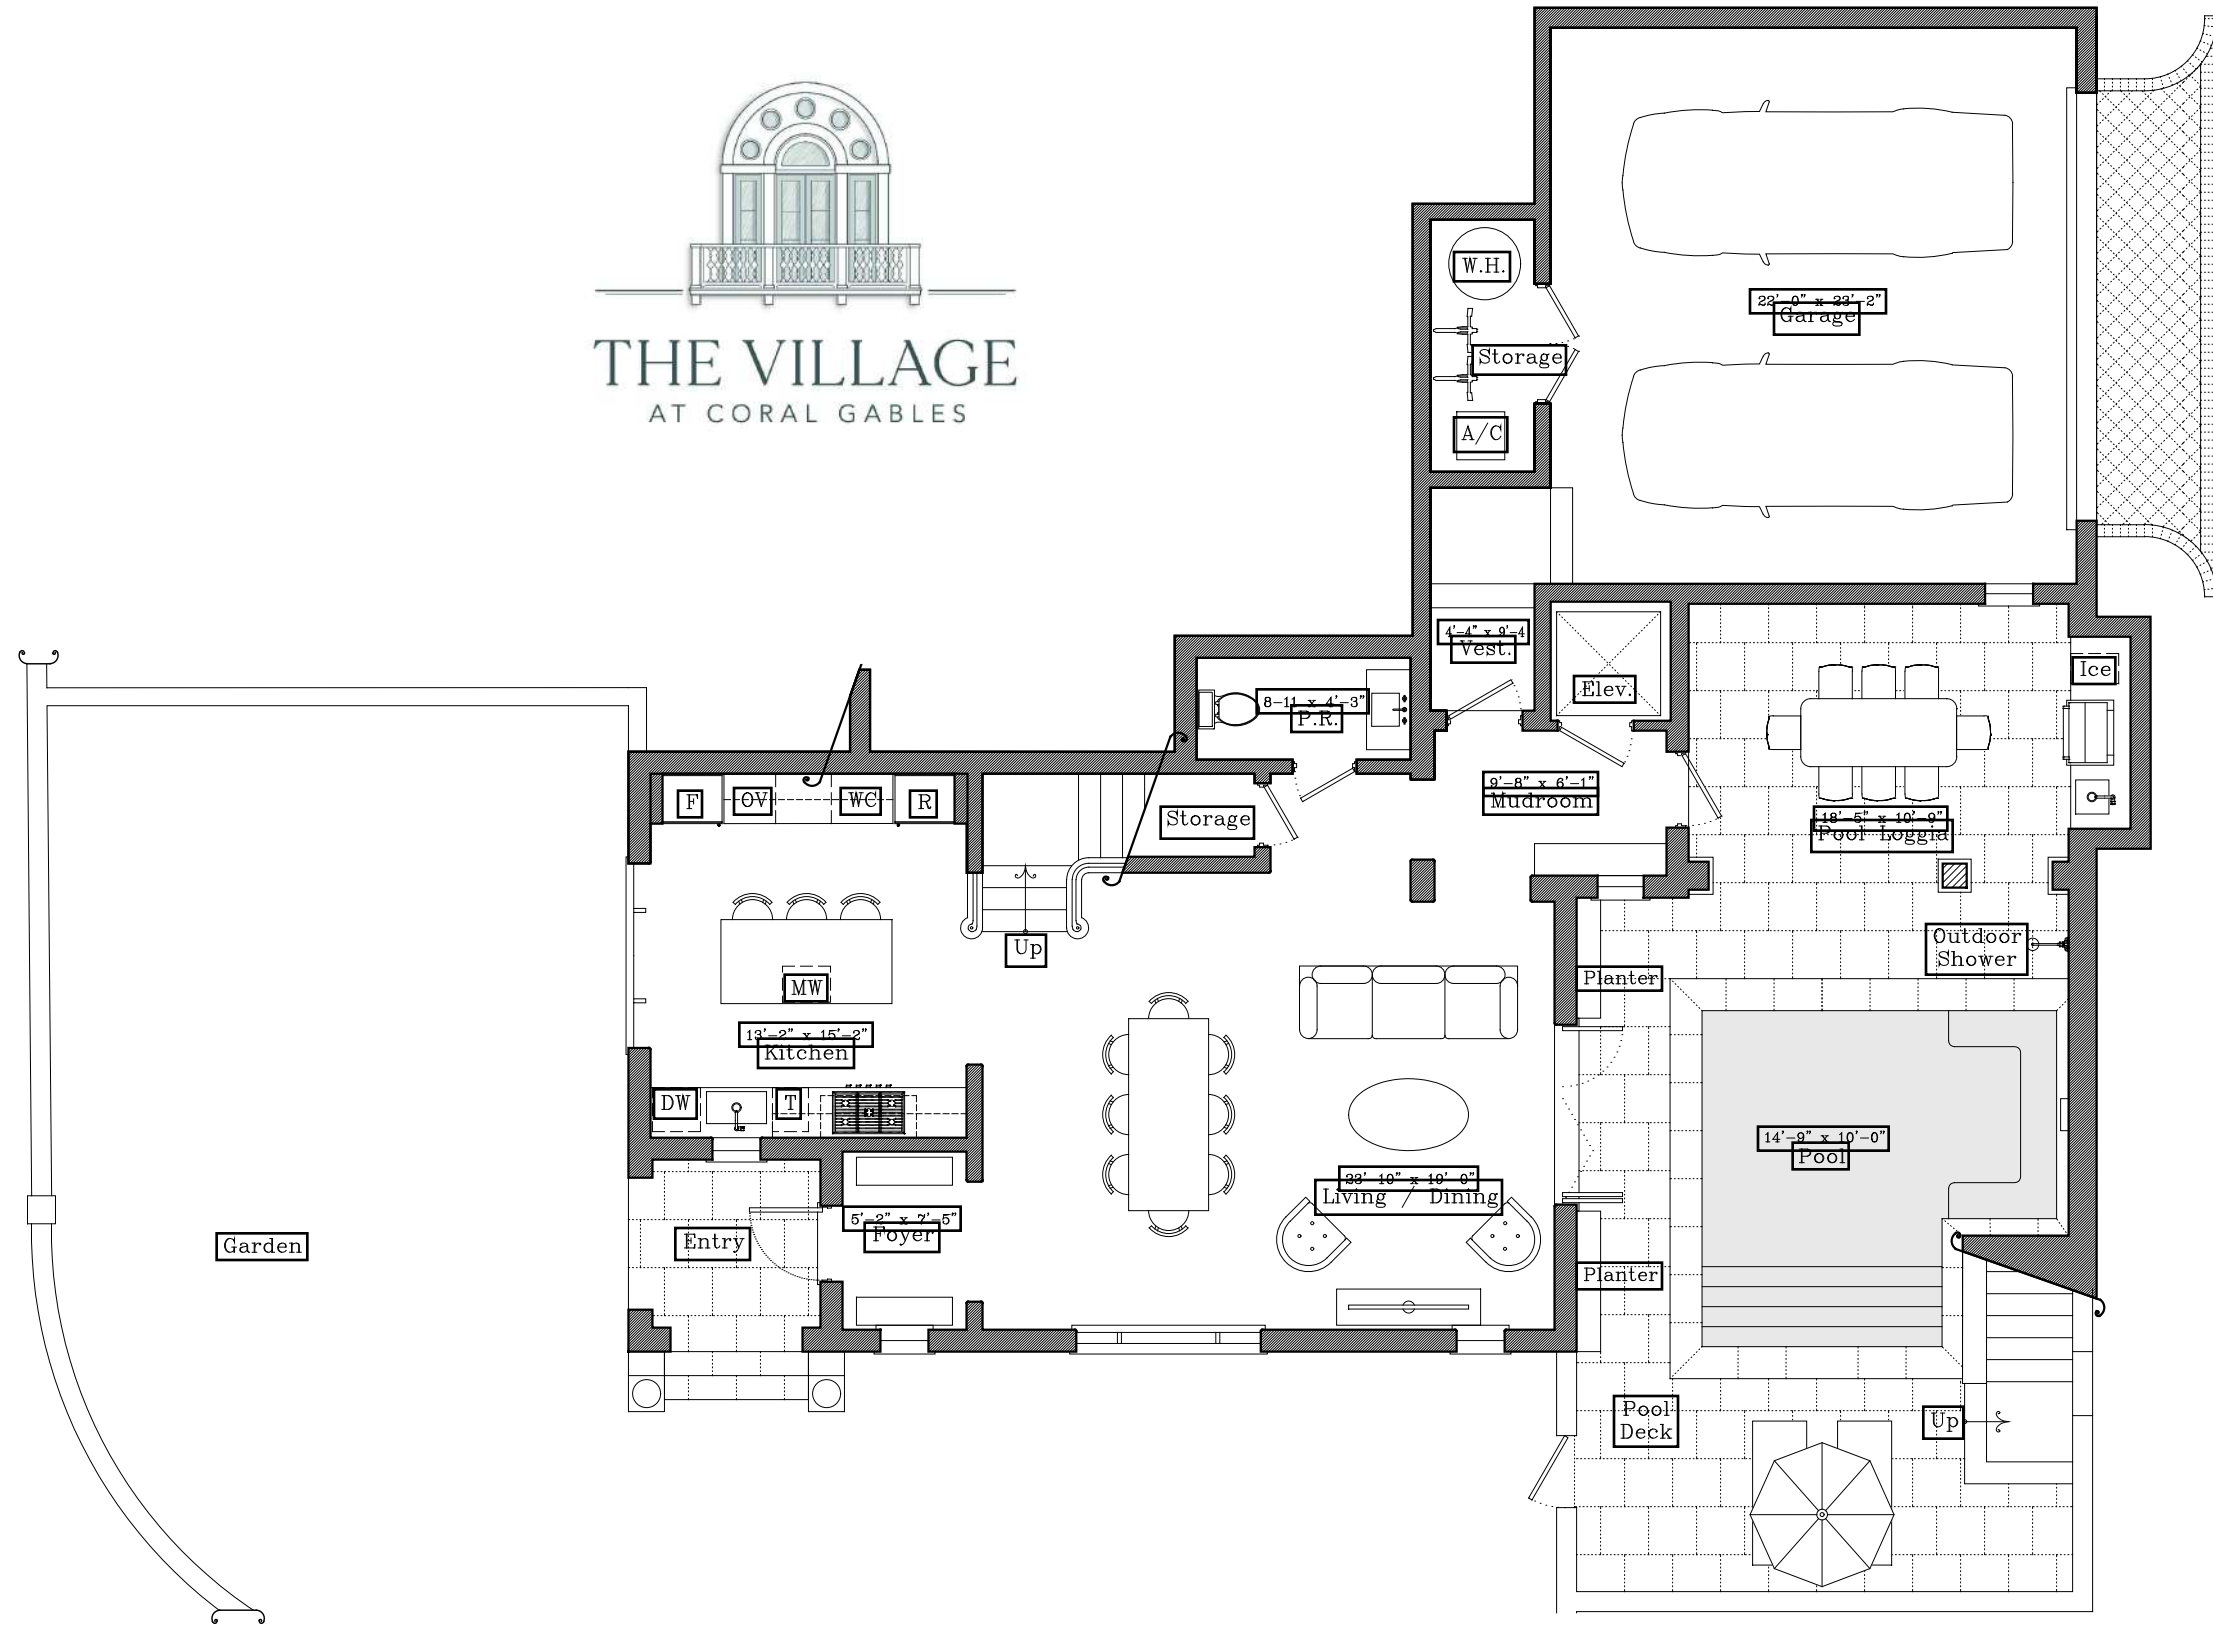 THE VILLAGE
AT CORAL GABLES
W.H.
Storage
A/C
22'-0" x 23'-2"
Garage
4'-4" x 9'-4
Vest.
Elev.
Ice
8-11 x 4'-3"
P.R.
9'-8" x 6'-1"
Mudroom
18'-5" x 10'-9"
Pool Loggia
F
OV
WC
R
Storage
Up
Outdoor
Shower
Planter
MW
13'-2" x 15'-2"
Kitchen
DW
T
14'-9" x 10'-0"
Pool
23'-10" x 19'-0"
Living / Dining
5'-2" x 7'-5"
Foyer
Entry
Garden
Planter
Pool
Deck
Up